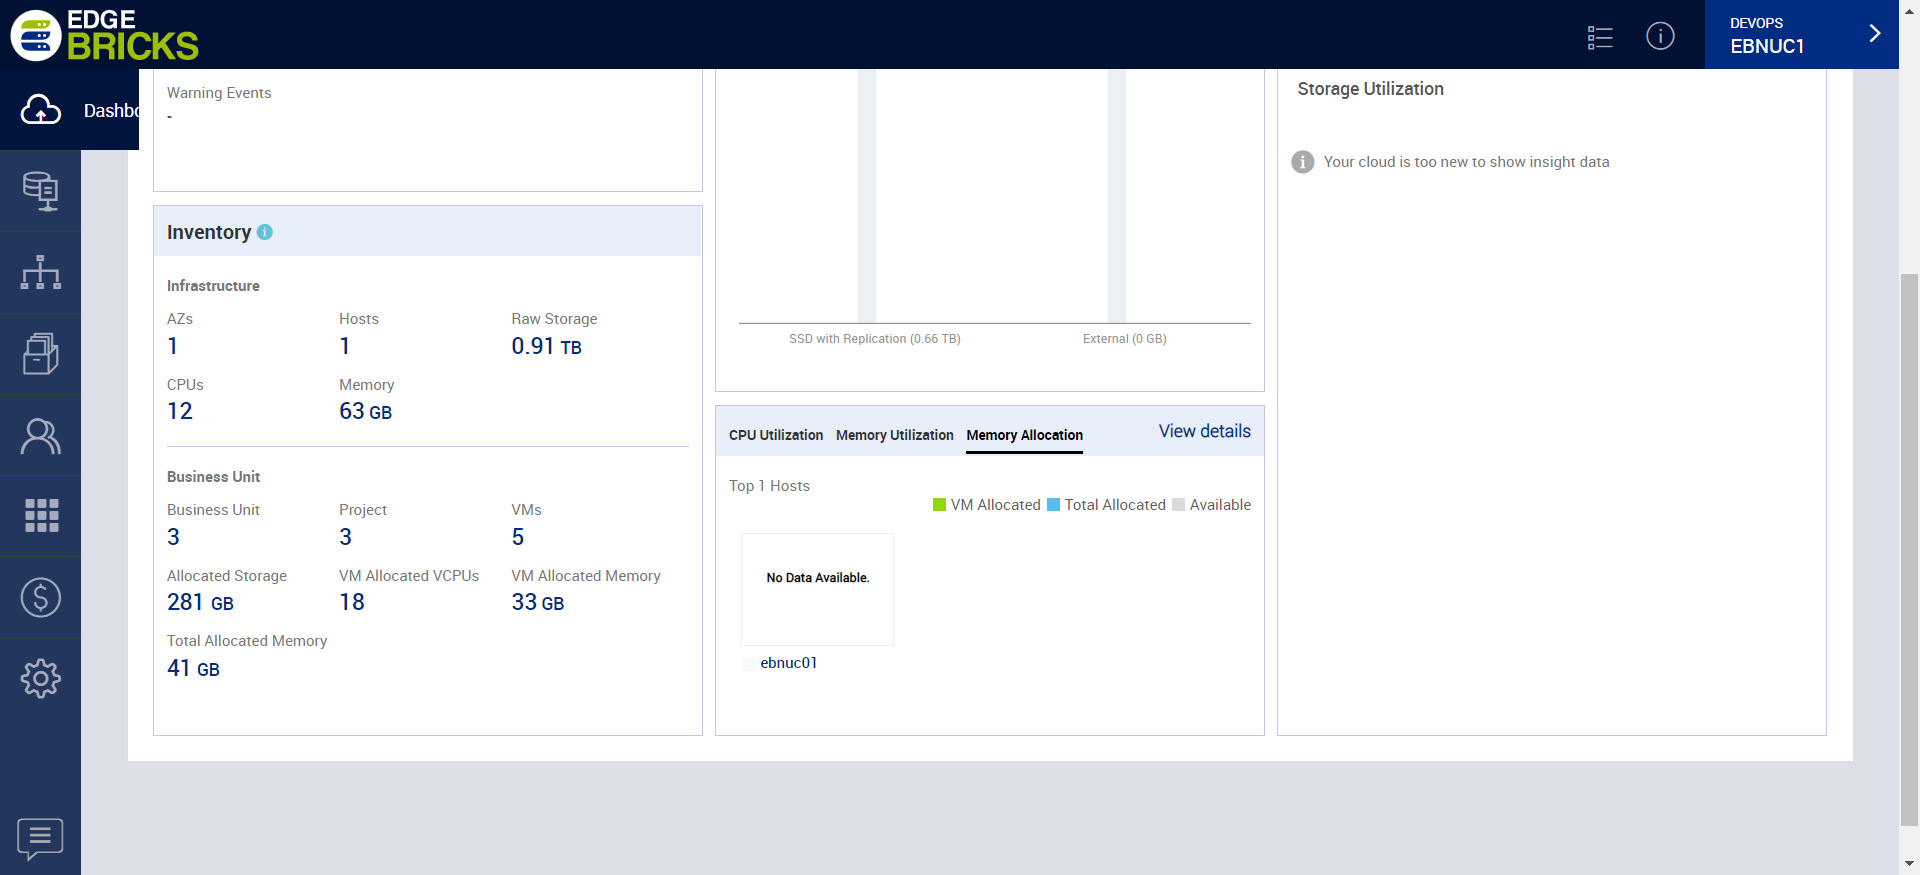 EDGE
BRICKS
DEVOPS
EBNUC1
Dashbo
Warning Events
-
Inventory
Infrastructure
AZs Hosts Raw Storage
1 1 0.91 TB
CPUs Memory
12 63 GB
Business Unit
Business Unit Project VMs
3 3 5
Allocated Storage VM Allocated VCPUs VM Allocated Memory
281 GB 18 33 GB
Total Allocated Memory
41 GB
SSD with Replication (0.66 TB) External (0 GB)
CPU Utilization Memory Utilization Memory Allocation View details
Top 1 Hosts
VM Allocated Total Allocated Available
No Data Available.
ebnuc01
Storage Utilization
Your cloud is too new to show insight data